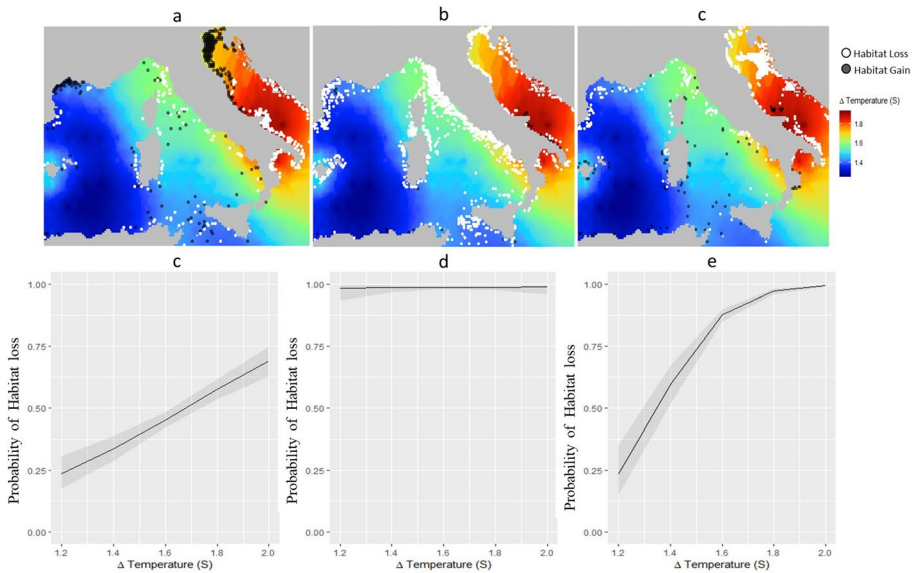 a
b
c
Habitat Loss
Habitat Gain
Δ Temperature (S)
1.8
1.6
1.4
c
d
e
Probability of Habitat loss
1.00
0.75
0.50
0.25
0.00
1.2 1.4 1.6 1.8 2.0
Δ Temperature (S)
Probability of Habitat loss
1.00
0.75
0.50
0.25
0.00
1.2 1.4 1.6 1.8 2.0
Δ Temperature (S)
Probability of Habitat loss
1.00
0.75
0.50
0.25
0.00
1.2 1.4 1.6 1.8 2.0
Δ Temperature (S)